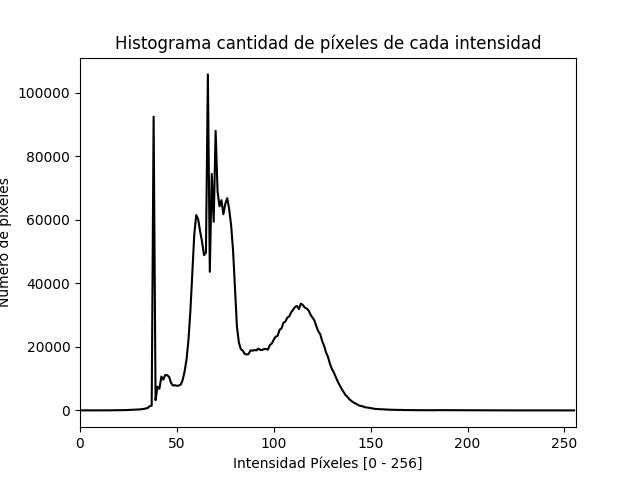 Histograma cantidad de píxeles de cada intensidad
100000
80000
60000
40000
20000
0
Número de píxeles
0 50 100 150 200 250
Intensidad Píxeles [0 - 256]